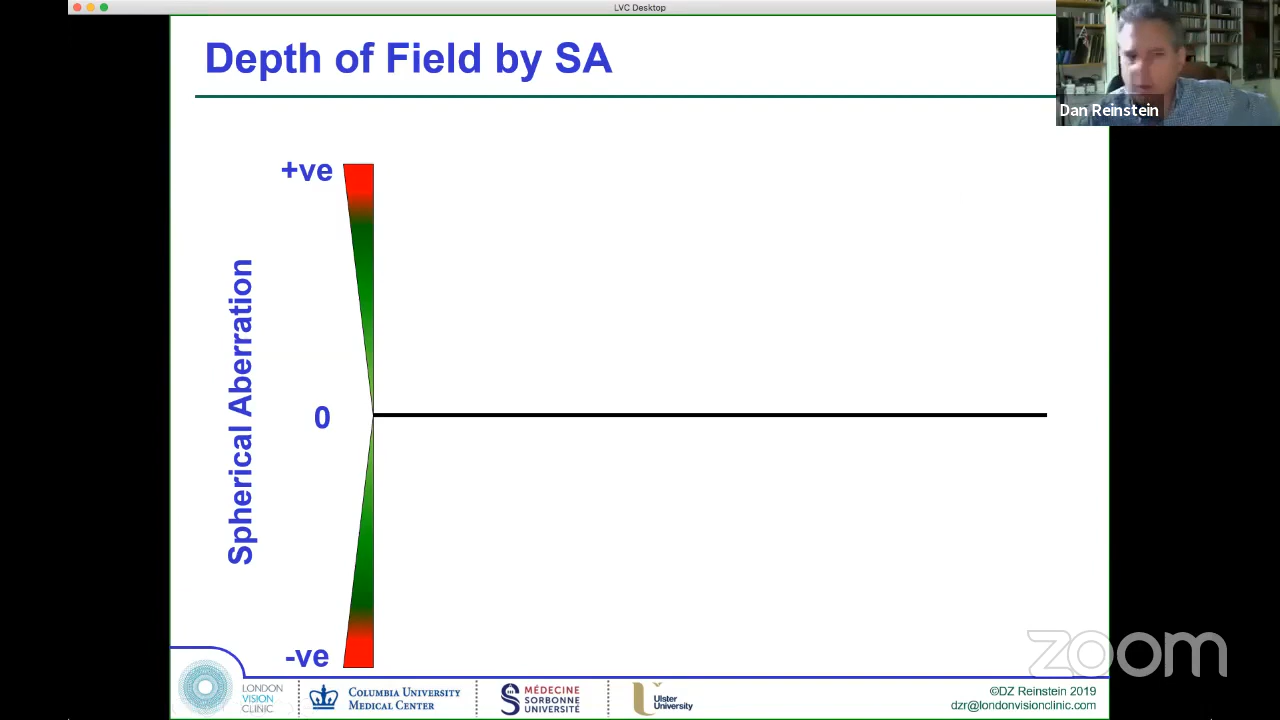 LVC Desktop
Depth of Field by SA
Dan Reinstein
+ve
Spherical Aberration
0
-ve
LONDON
VISION
CLINIC
COLUMBIA UNIVERSITY
MEDICAL CENTER
MÉDECINE
SORBONNE
UNIVERSITÉ
Ulster
University
©DZ Reinstein 2019
dzr@londonvisionclinic.com
zoom